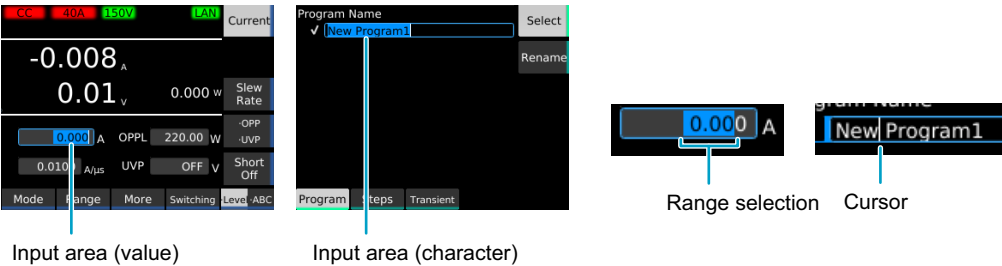 CC 40A 150V LAN Current
-0.008 A
0.01 V 0.000 W Slew Rate
0.000 A OPPL 220.00 W ·OPP ·UVP
0.0100 A/µs UVP OFF V Short Off
Mode Range More Switching Level·ABC
Input area (value)
Program Name Select
✓ New Program1
Rename
Program Steps Transient
Input area (character)
0.000 A
Range selection
gram Name
New Program1
Cursor